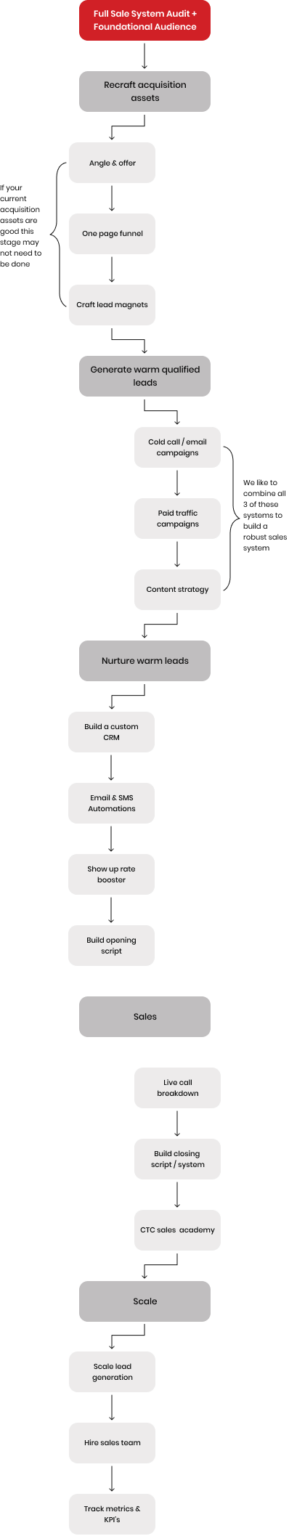 Full Sale System Audit +
Foundational Audience
Recraft acquisition
assets
Angle & offer
If your
current
acquisition
assets are
good this
stage may
not need to
be done
One page funnel
Craft lead magnets
Generate warm qualified
leads
Cold call / email
campaigns
Paid traffic
campaigns
We like to
combine all
3 of these
systems to
build a
robust sales
system
Content strategy
Nurture warm leads
Build a custom
CRM
Email & SMS
Automations
Show up rate
booster
Build opening
script
Sales
Live call
breakdown
Build closing
script / system
CTC sales academy
Scale
Scale lead
generation
Hire sales team
Track metrics &
KPI's